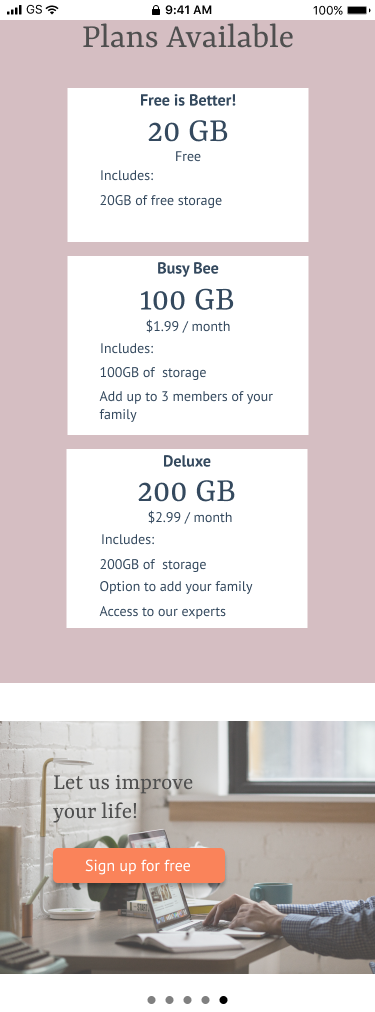 GS 9:41 AM 100%
Plans Available
Free is Better!
20 GB
Free
Includes:
20GB of free storage
Busy Bee
100 GB
$1.99 / month
Includes:
100GB of  storage
Add up to 3 members of your
family
Deluxe
200 GB
$2.99 / month
Includes:
200GB of  storage
Option to add your family
Access to our experts
Let us improve
your life!
Sign up for free